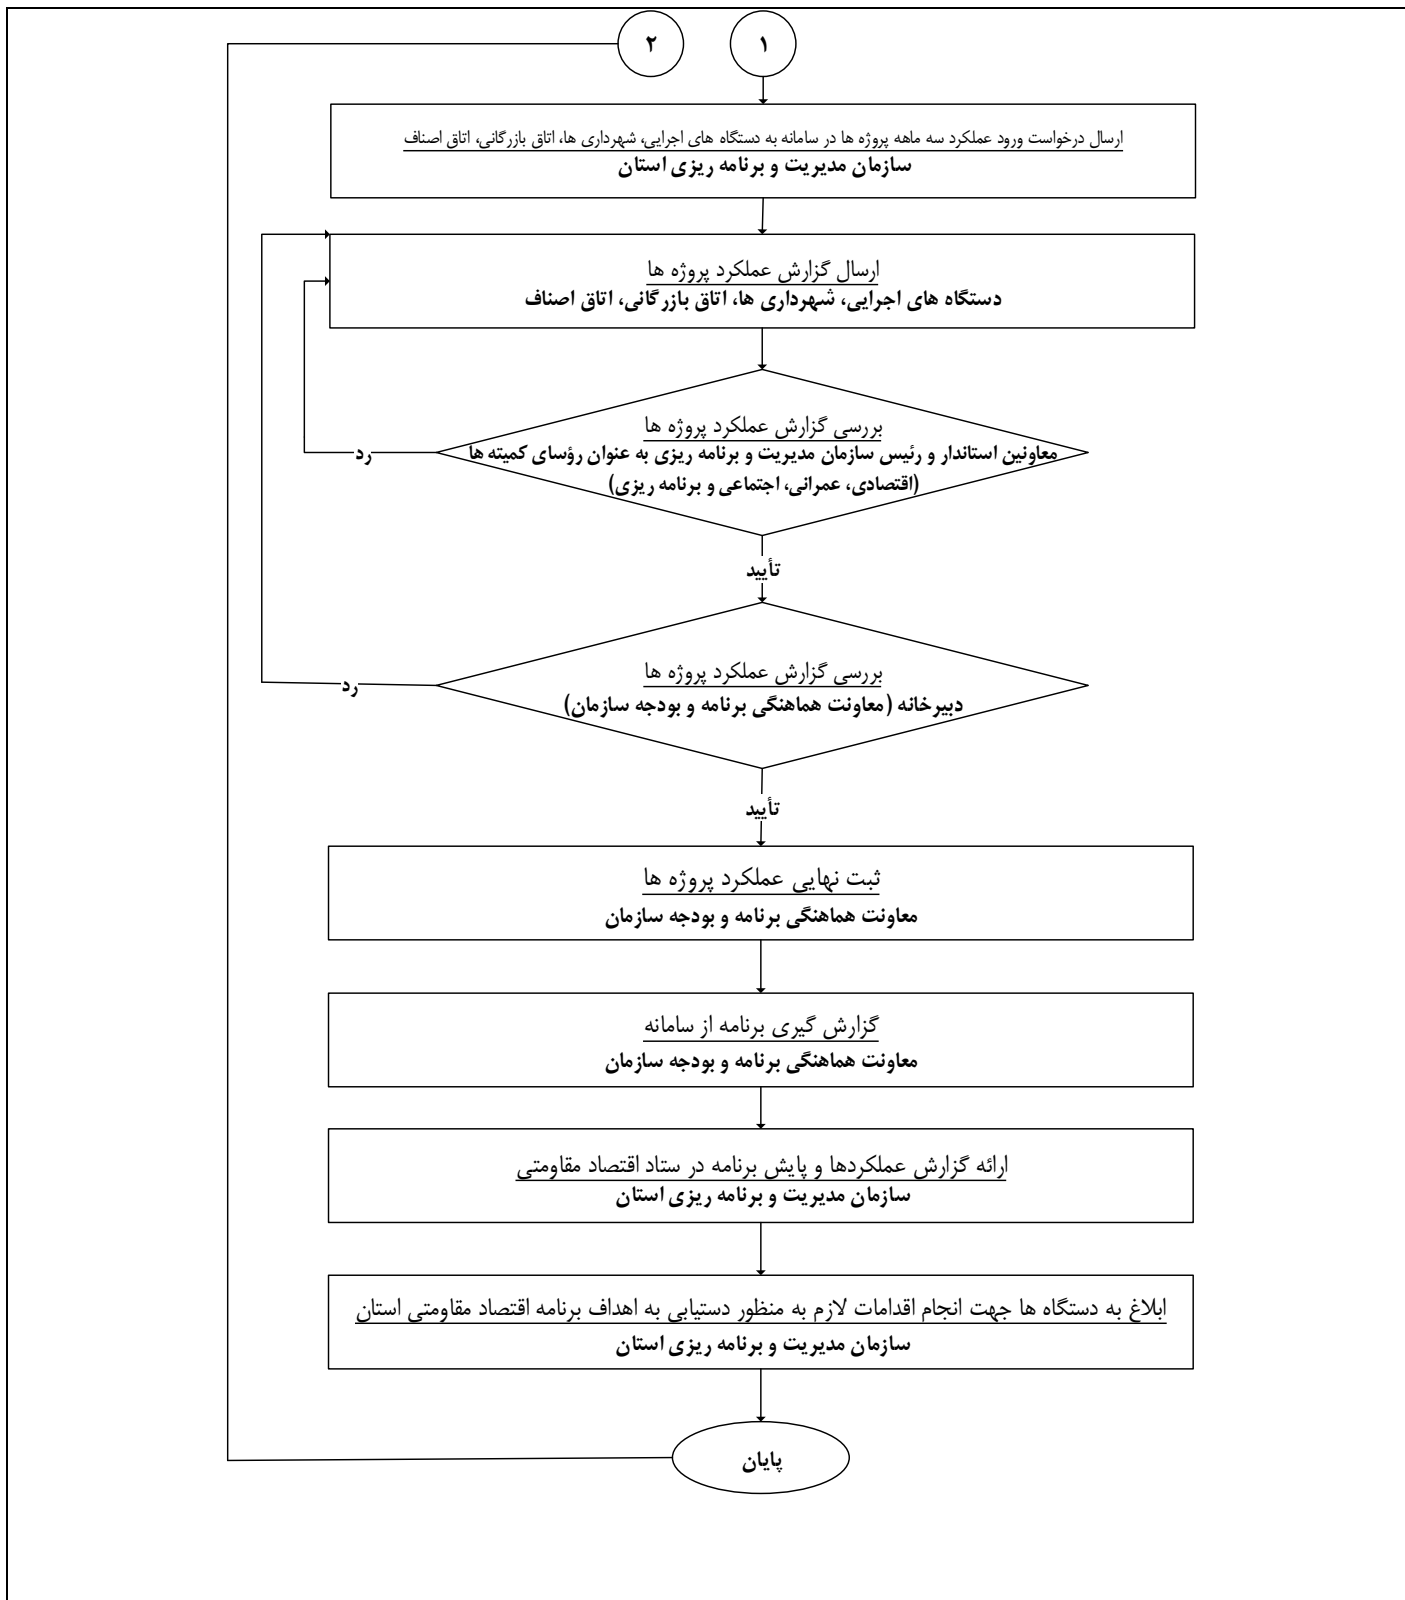 ۱
۲
ارسال درخواست ورود عملکرد سه ماهه پروژه ها در سامانه به دستگاه های اجرایی، شهرداری ها، اتاق بازرگانی، اتاق اصناف
سازمان مدیریت و برنامه ریزی استان
ارسال گزارش عملکرد پروژه ها
دستگاه های اجرایی، شهرداری ها، اتاق بازرگانی، اتاق اصناف
بررسی گزارش عملکرد پروژه ها
معاونین استاندار و رئیس سازمان مدیریت و برنامه ریزی به عنوان رؤسای کمیته ها
(اقتصادی، عمرانی، اجتماعی و برنامه ریزی)
رد
تأیید
بررسی گزارش عملکرد پروژه ها
دبیرخانه (معاونت هماهنگی برنامه و بودجه سازمان)
رد
تأیید
ثبت نهایی عملکرد پروژه ها
معاونت هماهنگی برنامه و بودجه سازمان
گزارش گیری برنامه از سامانه
معاونت هماهنگی برنامه و بودجه سازمان
ارائه گزارش عملکردها و پایش برنامه در ستاد اقتصاد مقاومتی
سازمان مدیریت و برنامه ریزی استان
ابلاغ به دستگاه ها جهت انجام اقدامات لازم به منظور دستیابی به اهداف برنامه اقتصاد مقاومتی استان
سازمان مدیریت و برنامه ریزی استان
پایان